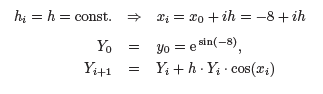 h_i = h = const. ⇒ x_i = x_0 + ih = −8 + ih
Y_0 = y_0 = e^{sin(−8)},
Y_{i+1} = Y_i + h · Y_i · cos(x_i)